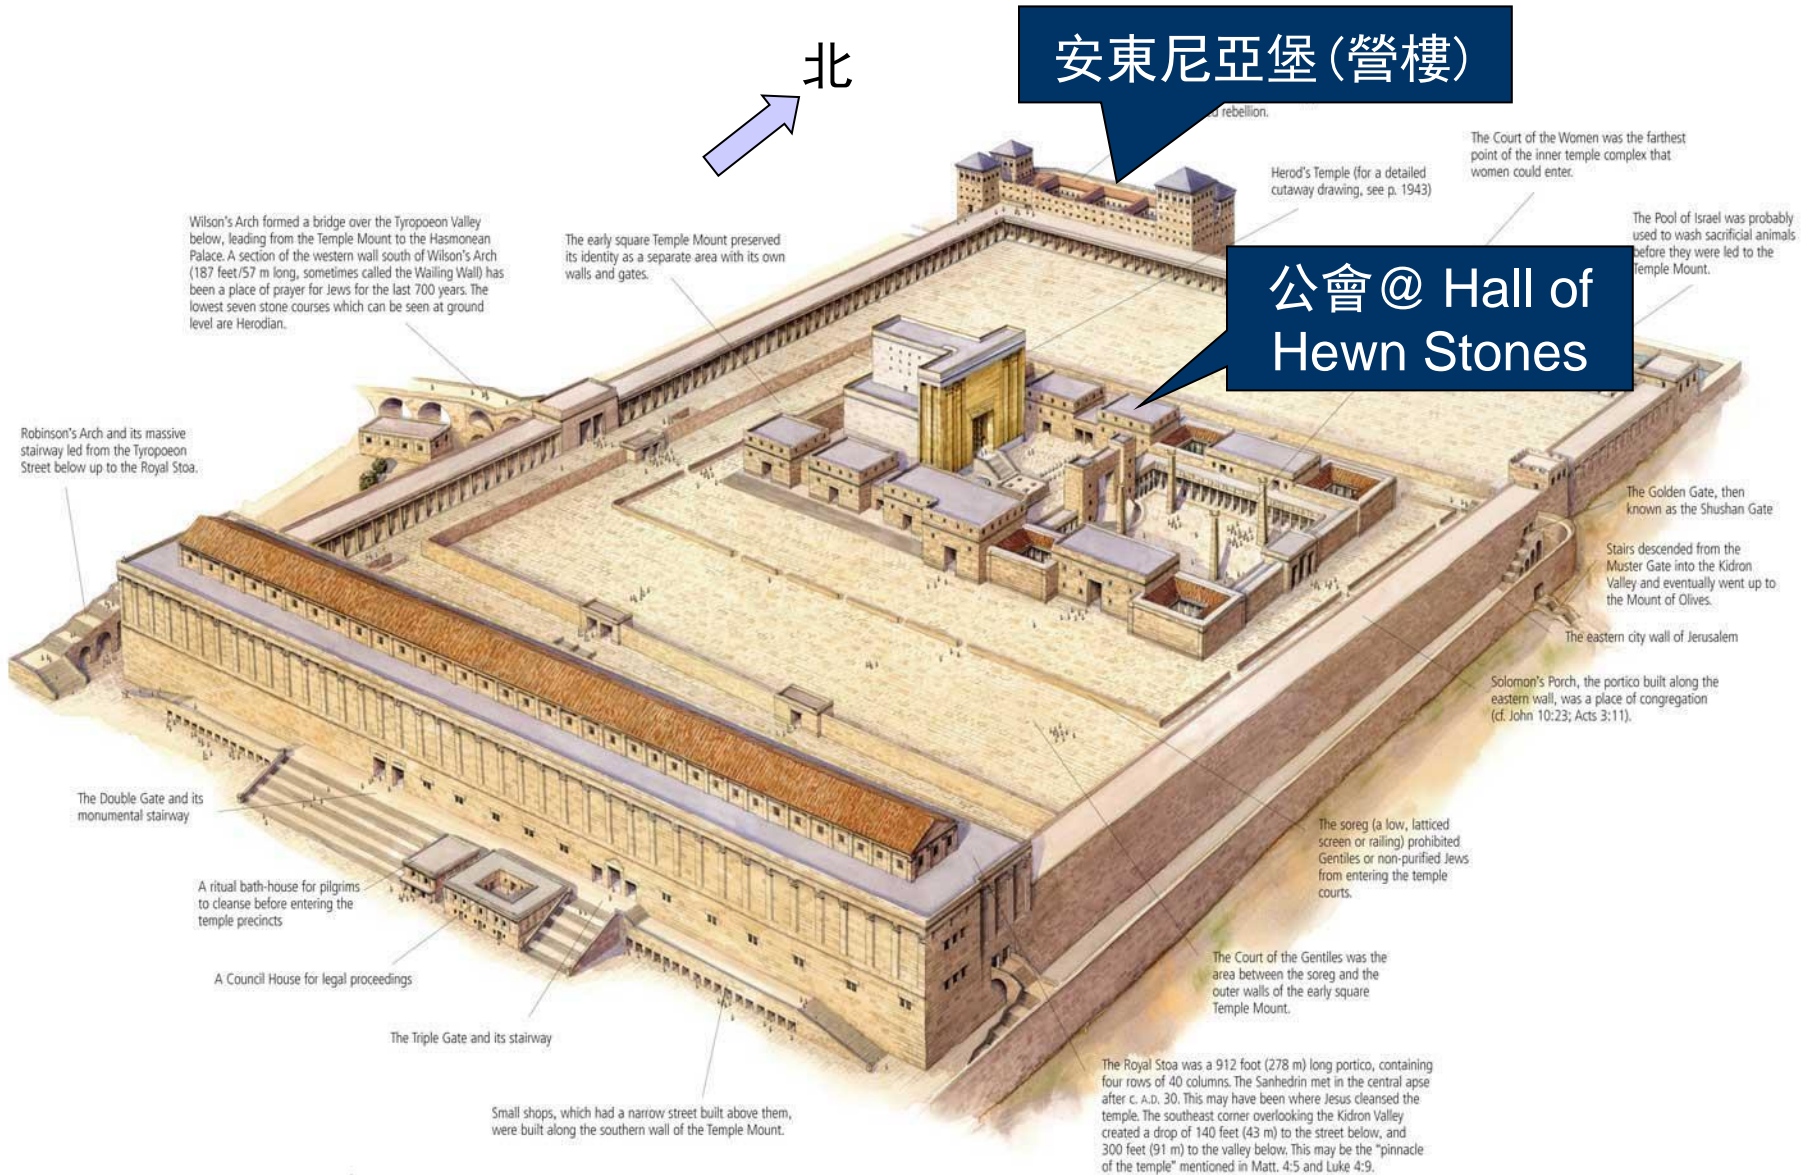 北
安東尼亞堡(營樓)
rebellion.
The Court of the Women was the farthest
point of the inner temple complex that
women could enter.
Herod's Temple (for a detailed
cutaway drawing, see p. 1943)
Wilson's Arch formed a bridge over the Tyropoeon Valley
below, leading from the Temple Mount to the Hasmonean
Palace. A section of the western wall south of Wilson's Arch
(187 feet/57 m long, sometimes called the Wailing Wall) has
been a place of prayer for Jews for the last 700 years. The
lowest seven stone courses which can be seen at ground
level are Herodian.
The early square Temple Mount preserved
its identity as a separate area with its own
walls and gates.
The Pool of Israel was probably
used to wash sacrificial animals
before they were led to the
Temple Mount.
公會@ Hall of
Hewn Stones
Robinson's Arch and its massive
stairway led from the Tyropoeon
Street below up to the Royal Stoa.
The Golden Gate, then
known as the Shushan Gate
Stairs descended from the
Muster Gate into the Kidron
Valley and eventually went up to
the Mount of Olives.
The eastern city wall of Jerusalem
Solomon's Porch, the portico built along the
eastern wall, was a place of congregation
(cf. John 10:23; Acts 3:11).
The Double Gate and its
monumental stairway
The soreg (a low, latticed
screen or railing) prohibited
Gentiles or non-purified Jews
from entering the temple
courts.
A ritual bath-house for pilgrims
to cleanse before entering the
temple precincts
A Council House for legal proceedings
The Court of the Gentiles was the
area between the soreg and the
outer walls of the early square
Temple Mount.
The Triple Gate and its stairway
Small shops, which had a narrow street built above them,
were built along the southern wall of the Temple Mount.
The Royal Stoa was a 912 foot (278 m) long portico, containing
four rows of 40 columns. The Sanhedrin met in the central apse
after c. A.D. 30. This may have been where Jesus cleansed the
temple. The southeast corner overlooking the Kidron Valley
created a drop of 140 feet (43 m) to the street below, and
300 feet (91 m) to the valley below. This may be the "pinnacle
of the temple" mentioned in Matt. 4:5 and Luke 4:9.